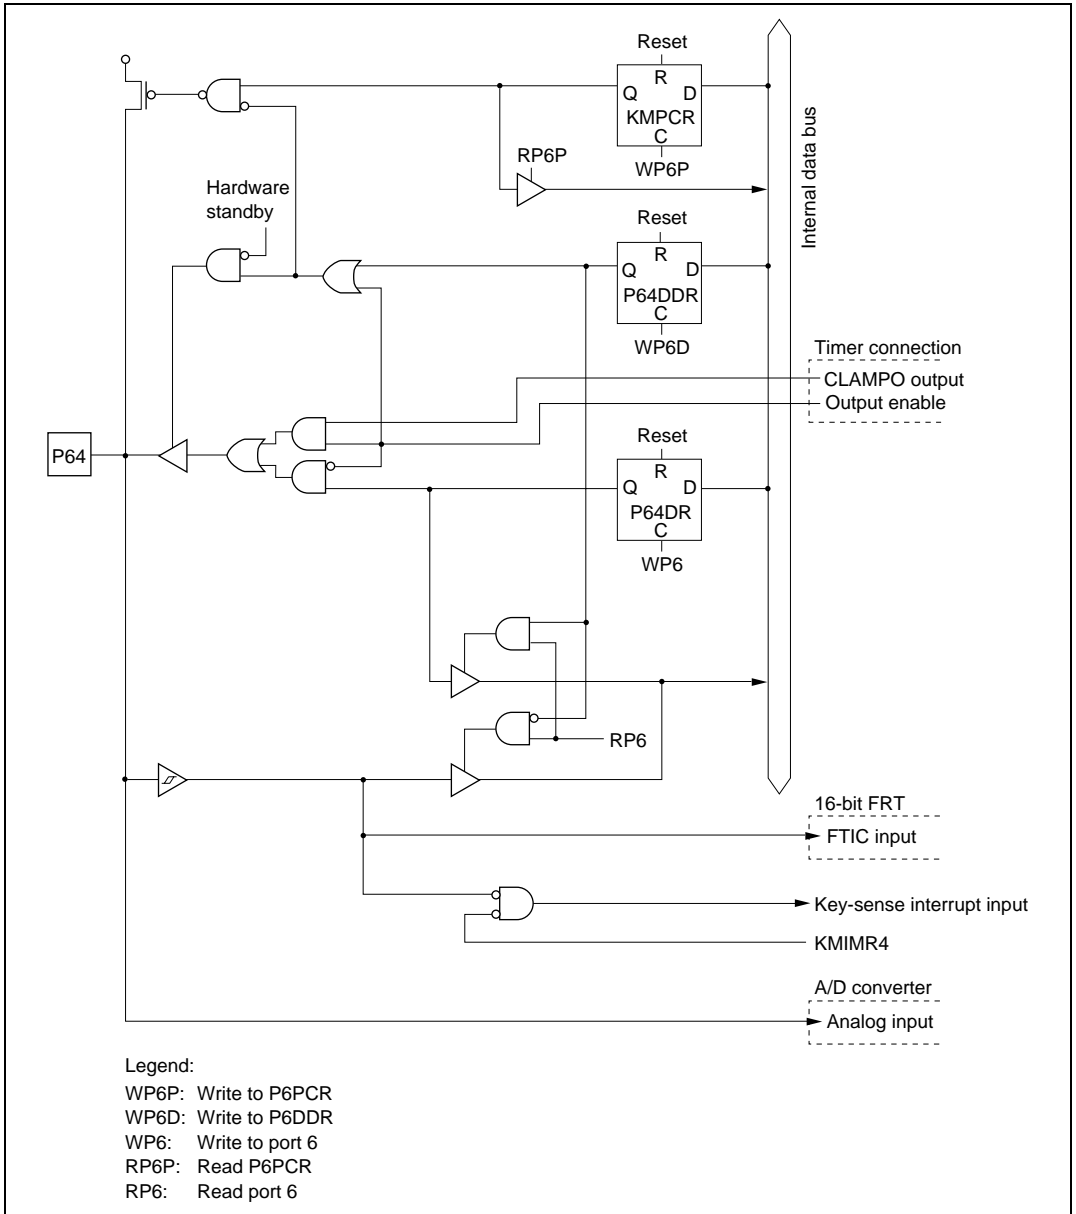 Reset
R
Q D
KMPCR
C
WP6P
RP6P
Internal data bus
Hardware
standby
Reset
R
Q D
P64DDR
C
WP6D
Timer connection
CLAMPO output
Output enable
P64
Reset
R
Q D
P64DR
C
WP6
RP6
16-bit FRT
FTIC input
Key-sense interrupt input
KMIMR4
A/D converter
Analog input
Legend:
WP6P: Write to P6PCR
WP6D: Write to P6DDR
WP6: Write to port 6
RP6P: Read P6PCR
RP6: Read port 6